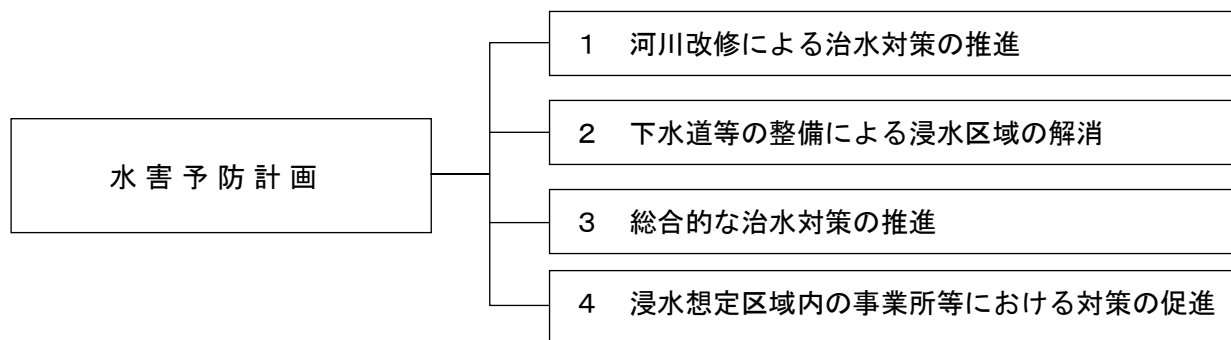 水害予防計画
１　河川改修による治水対策の推進
２　下水道等の整備による浸水区域の解消
３　総合的な治水対策の推進
４　浸水想定区域内の事業所等における対策の促進